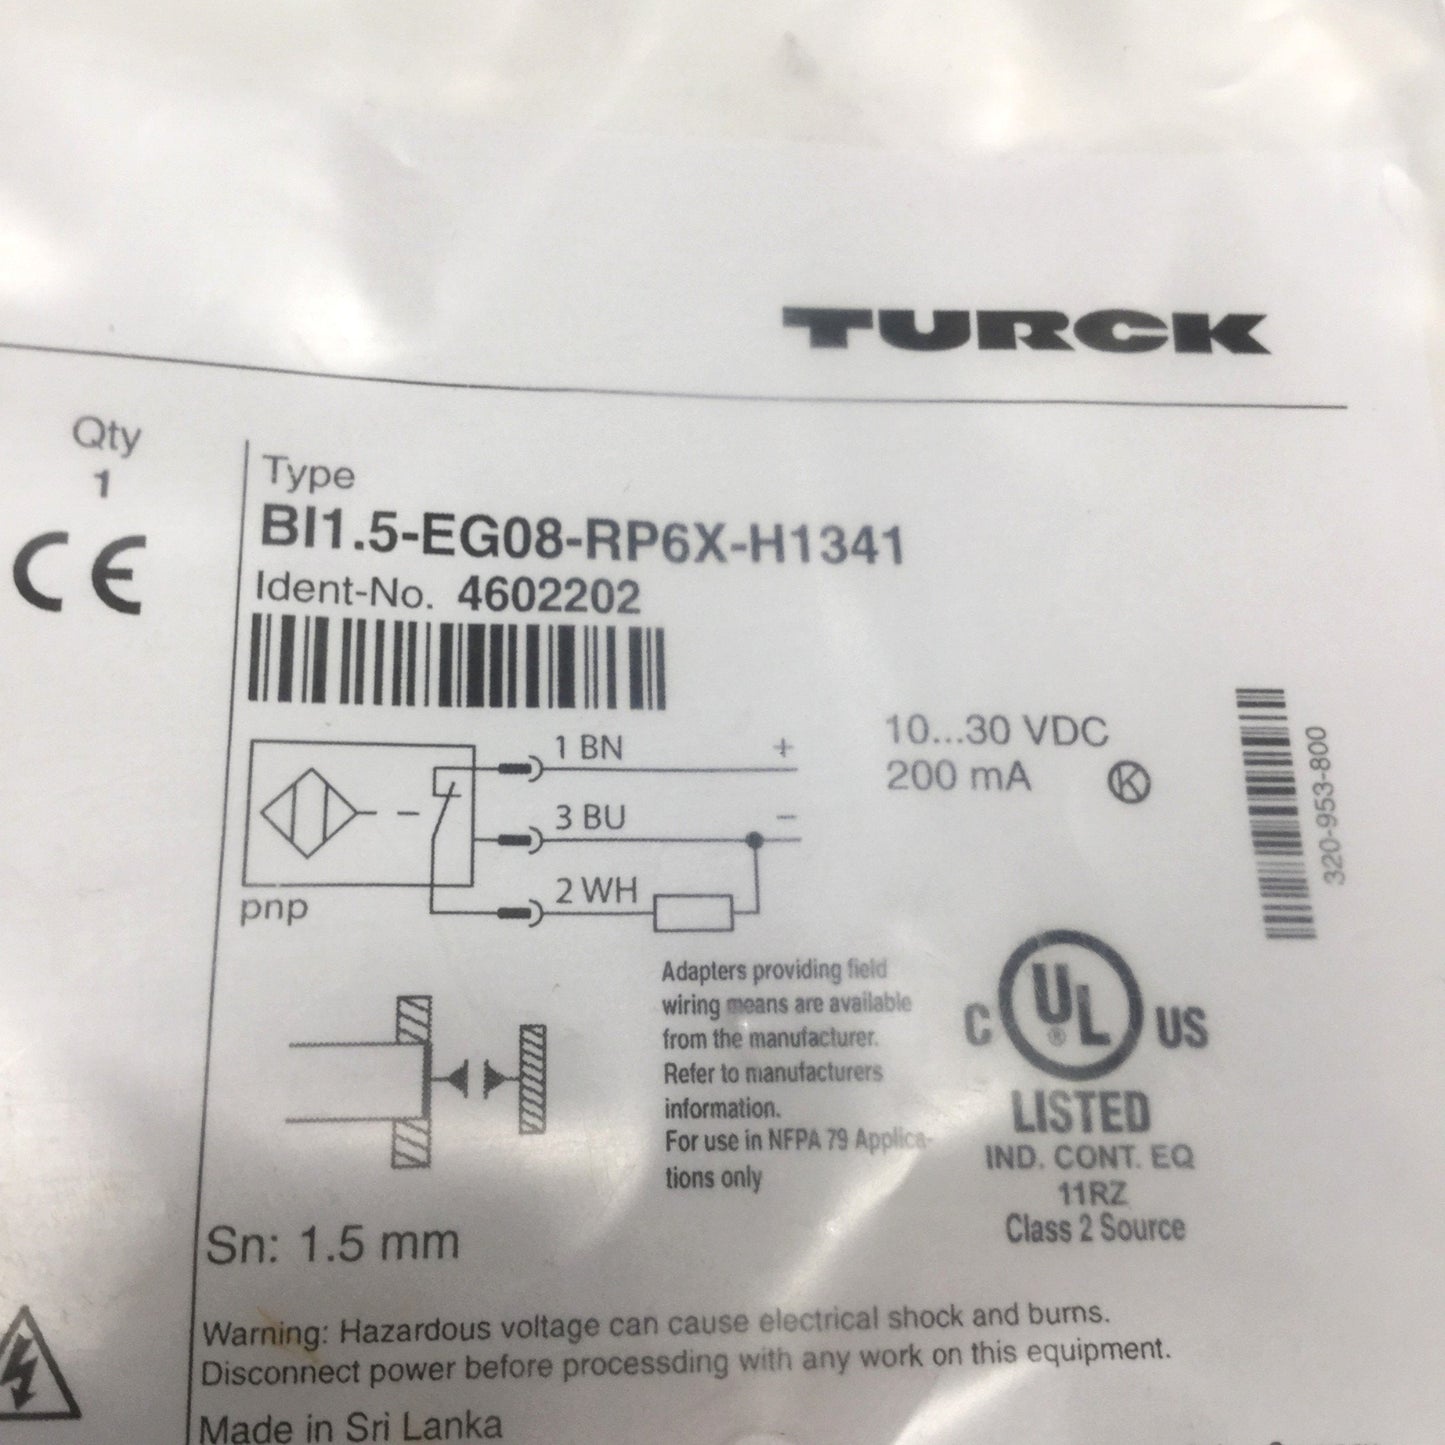 TURCK
Qty
1
CE
Type
BI1.5-EG08-RP6X-H1341
Ident-No. 4602202
1 BN +
3 BU −
2 WH
pnp
10...30 VDC
200 mA
K
320-953-800
Adapters providing field
wiring means are available
from the manufacturer.
Refer to manufacturers
information.
For use in NFPA 79 Applica-
tions only
C UL ® US
LISTED
IND. CONT. EQ
11RZ
Class 2 Source
Sn: 1.5 mm
Warning: Hazardous voltage can cause electrical shock and burns.
Disconnect power before processding with any work on this equipment.
Made in Sri Lanka